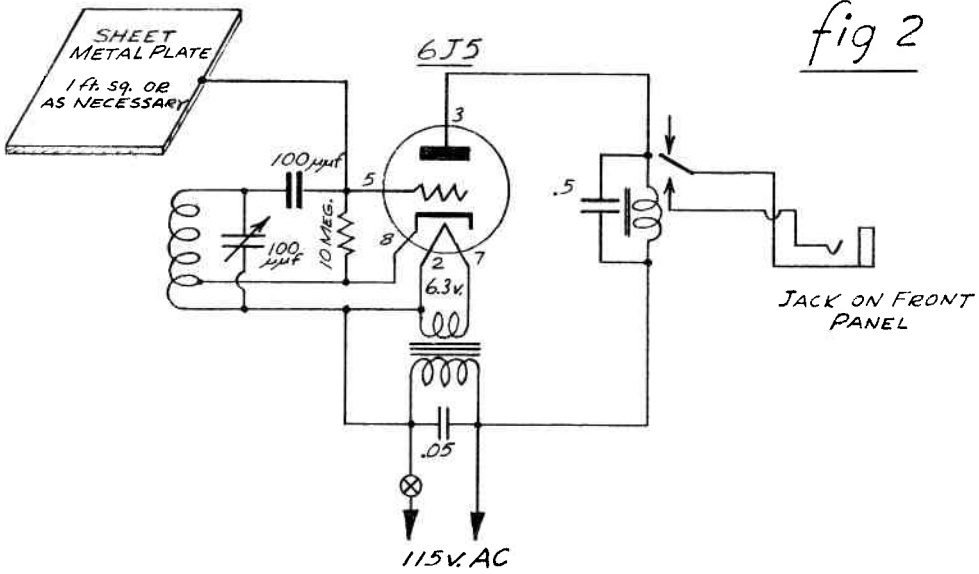 fig 2
SHEET
METAL PLATE
1 ft. sq. OR
AS NECESSARY
6J5
3
100 μμf
5
10 MEG.
8
100
μμf
2
7
6.3v.
.5
JACK ON FRONT
PANEL
.05
115v. AC